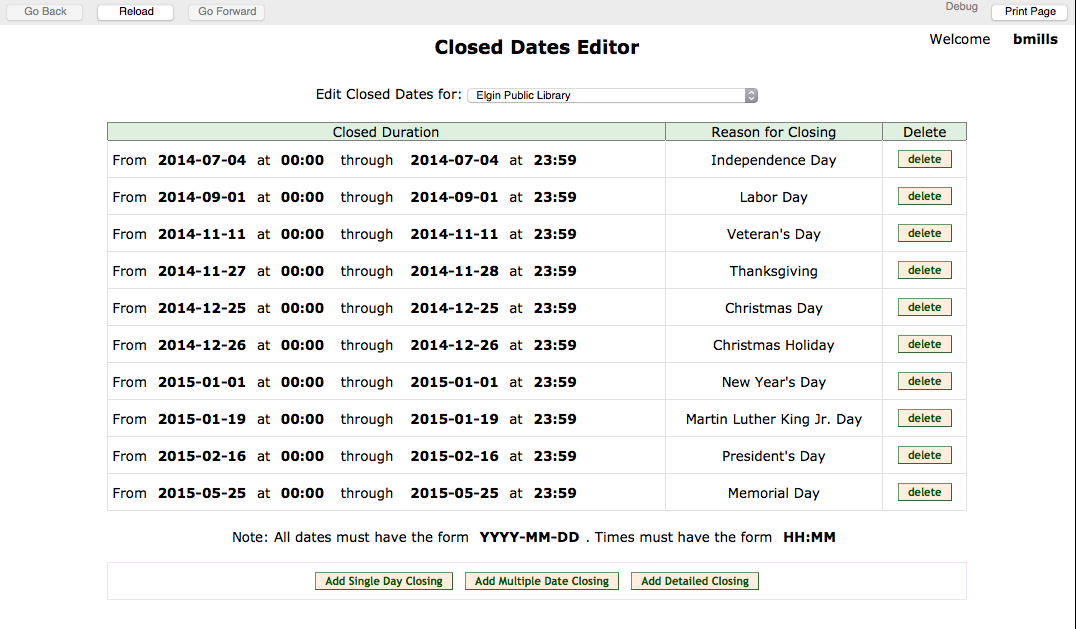 Go Back Reload Go Forward Debug Print Page
Welcome bmills
Closed Dates Editor
Edit Closed Dates for: Elgin Public Library
Closed Duration Reason for Closing Delete
From 2014-07-04 at 00:00 through 2014-07-04 at 23:59 Independence Day delete
From 2014-09-01 at 00:00 through 2014-09-01 at 23:59 Labor Day delete
From 2014-11-11 at 00:00 through 2014-11-11 at 23:59 Veteran's Day delete
From 2014-11-27 at 00:00 through 2014-11-28 at 23:59 Thanksgiving delete
From 2014-12-25 at 00:00 through 2014-12-25 at 23:59 Christmas Day delete
From 2014-12-26 at 00:00 through 2014-12-26 at 23:59 Christmas Holiday delete
From 2015-01-01 at 00:00 through 2015-01-01 at 23:59 New Year's Day delete
From 2015-01-19 at 00:00 through 2015-01-19 at 23:59 Martin Luther King Jr. Day delete
From 2015-02-16 at 00:00 through 2015-02-16 at 23:59 President's Day delete
From 2015-05-25 at 00:00 through 2015-05-25 at 23:59 Memorial Day delete
Note: All dates must have the form YYYY-MM-DD . Times must have the form HH:MM
Add Single Day Closing Add Multiple Date Closing Add Detailed Closing